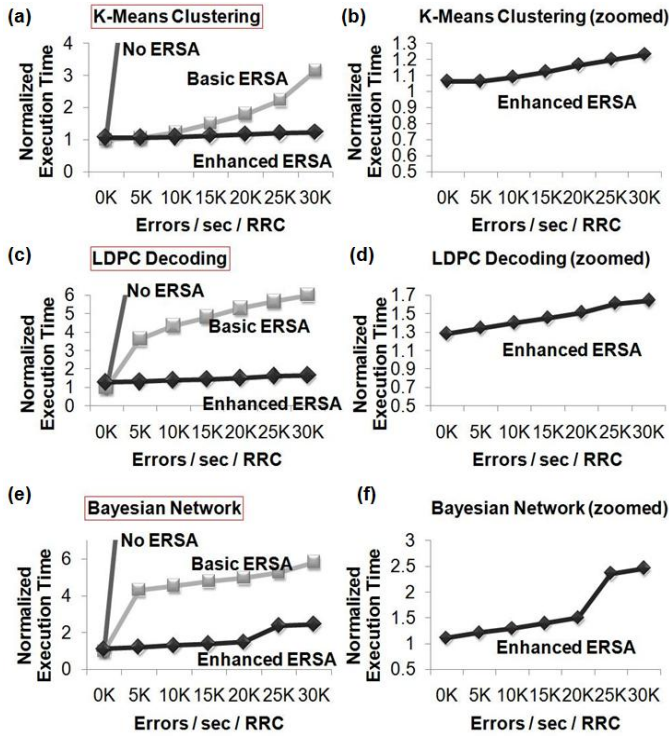 (a)
K-Means Clustering
Normalized
Execution Time
4
3
2
1
0
No ERSA
Basic ERSA
Enhanced ERSA
0K 5K 10K 15K 20K 25K 30K
Errors / sec / RRC
(b)
K-Means Clustering (zoomed)
Normalized
Execution Time
1.3
1.2
1.1
1
0.9
0.8
0.7
0.6
0.5
Enhanced ERSA
0K 5K 10K 15K 20K 25K 30K
Errors / sec / RRC
(c)
LDPC Decoding
Normalized
Execution Time
6
5
4
3
2
1
0
No ERSA
Basic ERSA
Enhanced ERSA
0K 5K 10K 15K 20K 25K 30K
Errors / sec / RRC
(d)
LDPC Decoding (zoomed)
Normalized
Execution Time
1.7
1.5
1.3
1.1
0.9
0.7
0.5
Enhanced ERSA
0K 5K 10K 15K 20K 25K 30K
Errors / sec / RRC
(e)
Bayesian Network
Normalized
Execution Time
6
4
2
0
No ERSA
Basic ERSA
Enhanced ERSA
0K 5K 10K 15K 20K 25K 30K
Errors / sec / RRC
(f)
Bayesian Network (zoomed)
Normalized
Execution Time
3
2.5
2
1.5
1
0.5
Enhanced ERSA
0K 5K 10K 15K 20K 25K 30K
Errors / sec / RRC